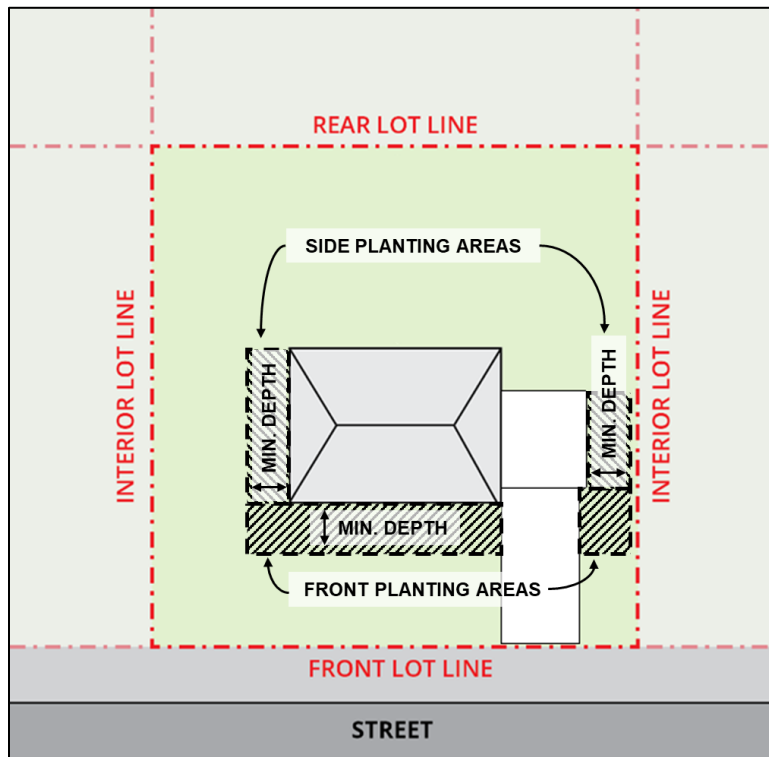 REAR LOT LINE
SIDE PLANTING AREAS
INTERIOR LOT LINE
INTERIOR LOT LINE
MIN. DEPTH
MIN. DEPTH
MIN. DEPTH
FRONT PLANTING AREAS
FRONT LOT LINE
STREET